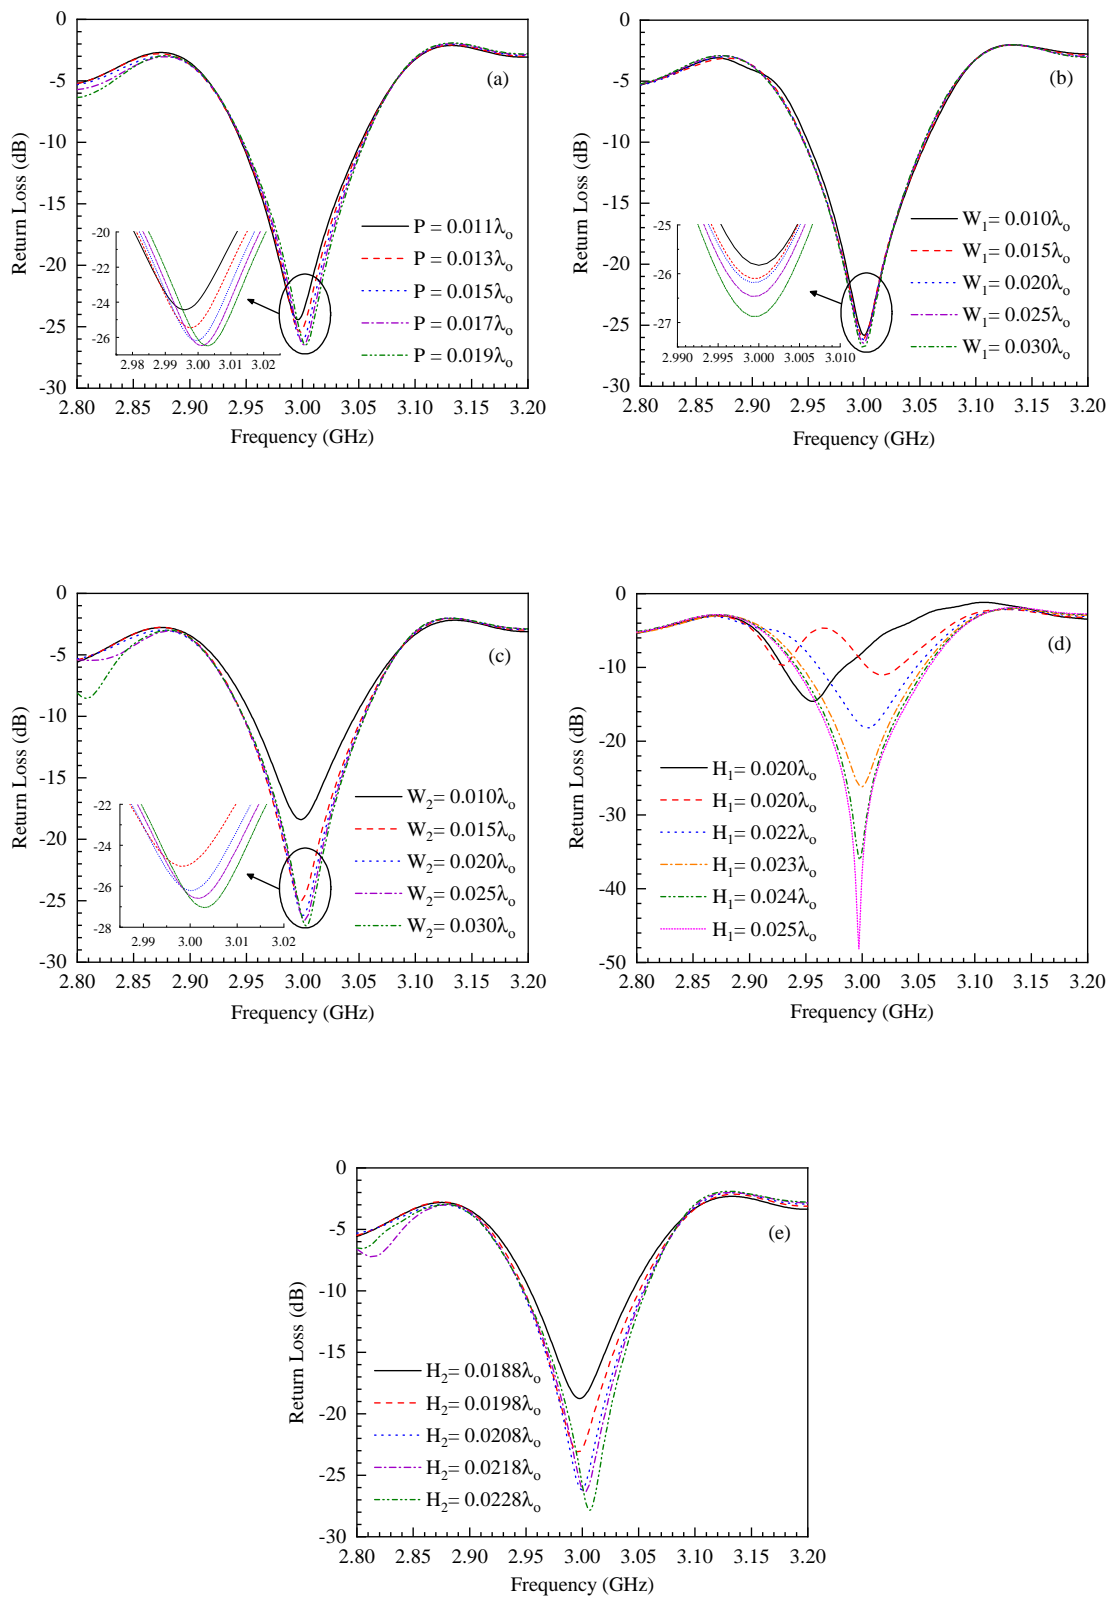 (a)
Return Loss (dB)
0
-5
-10
-15
-20
-25
-30
2.80 2.85 2.90 2.95 3.00 3.05 3.10 3.15 3.20
Frequency (GHz)
P = 0.011λo
P = 0.013λo
P = 0.015λo
P = 0.017λo
P = 0.019λo
-20
-22
-24
-26
2.98 2.99 3.00 3.01 3.02
(b)
Return Loss (dB)
0
-5
-10
-15
-20
-25
-30
2.80 2.85 2.90 2.95 3.00 3.05 3.10 3.15 3.20
Frequency (GHz)
W1= 0.010λo
W1= 0.015λo
W1= 0.020λo
W1= 0.025λo
W1= 0.030λo
-25
-26
-27
2.990 2.995 3.000 3.005 3.010
(c)
Return Loss (dB)
0
-5
-10
-15
-20
-25
-30
2.80 2.85 2.90 2.95 3.00 3.05 3.10 3.15 3.20
Frequency (GHz)
W2= 0.010λo
W2= 0.015λo
W2= 0.020λo
W2= 0.025λo
W2= 0.030λo
-22
-24
-26
-28
2.99 3.00 3.01 3.02
(d)
Return Loss (dB)
0
-10
-20
-30
-40
-50
2.80 2.85 2.90 2.95 3.00 3.05 3.10 3.15 3.20
Frequency (GHz)
H1= 0.020λo
H1= 0.020λo
H1= 0.022λo
H1= 0.023λo
H1= 0.024λo
H1= 0.025λo
(e)
Return Loss (dB)
0
-5
-10
-15
-20
-25
-30
2.80 2.85 2.90 2.95 3.00 3.05 3.10 3.15 3.20
Frequency (GHz)
H2= 0.0188λo
H2= 0.0198λo
H2= 0.0208λo
H2= 0.0218λo
H2= 0.0228λo